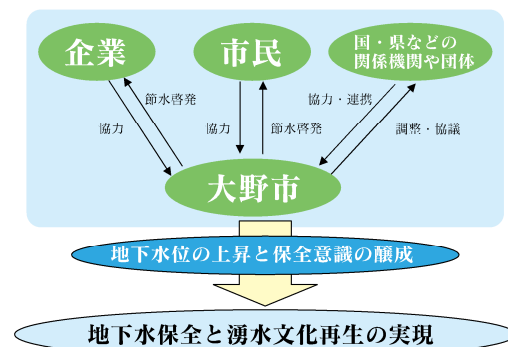 企業
市民
国・県などの
関係機関や団体
節水啓発
協力・連携
協力
協力
節水啓発
調整・協議
大野市
地下水位の上昇と保全意識の醸成
地下水保全と湧水文化再生の実現